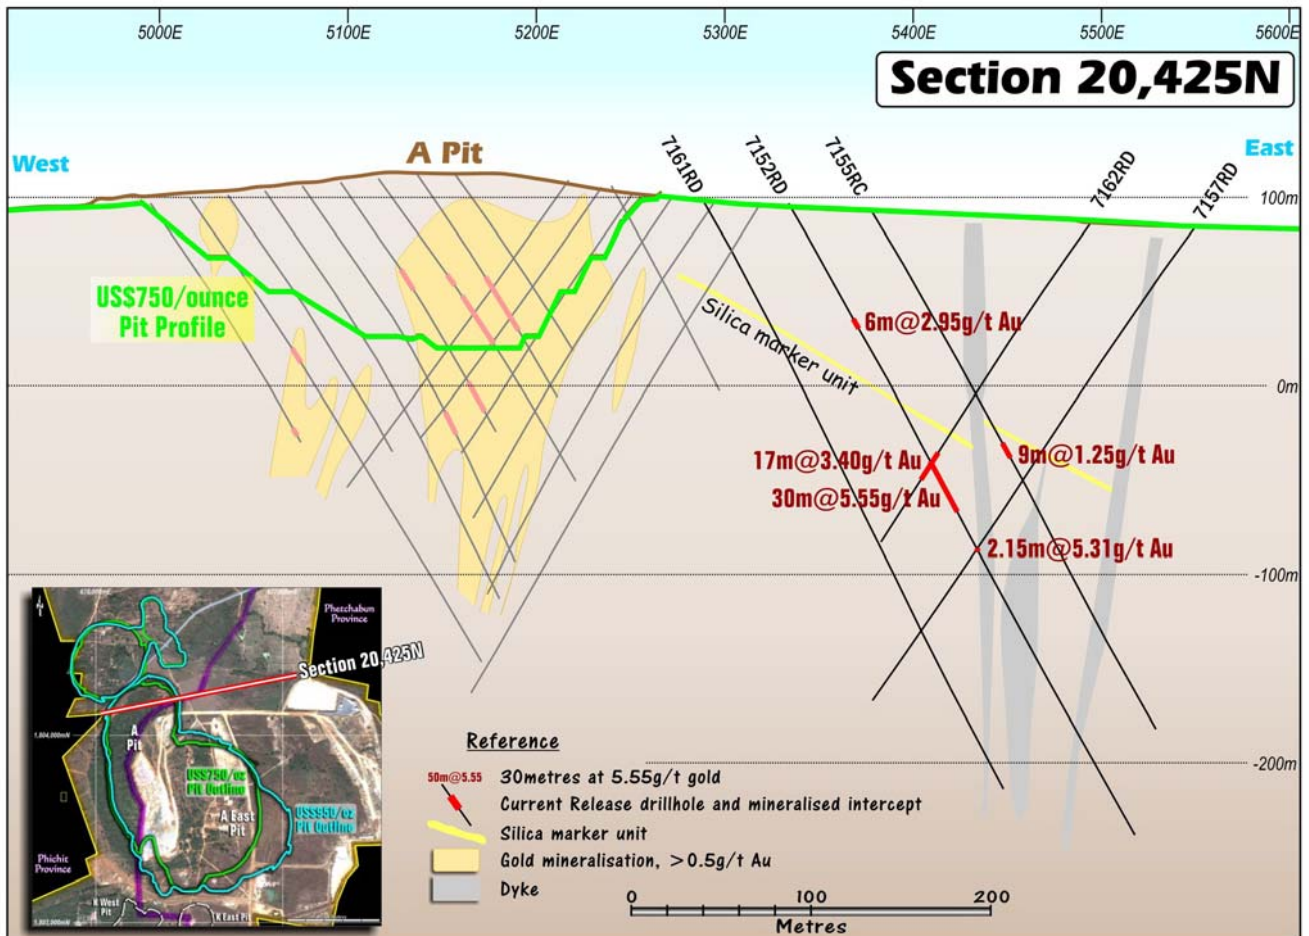 5000E 5100E 5200E 5300E 5400E 5500E 5600E
Section 20,425N
West
A Pit
East
7161RD
7152RD
7155RC
7162RD
7157RD
100m
US$750/ounce
Pit Profile
Silica marker unit
6m@2.95g/t Au
0m
17m@3.40g/t Au
9m@1.25g/t Au
30m@5.55g/t Au
2.15m@5.31g/t Au
-100m
Phetchabun
Province
Section 20,425N
A
Pit
US$750/oz
Pit Outline
A East
Pit
US$950/oz
Pit Outline
Phichit
Province
K West
Pit
K East Pit
-200m
Reference
50m@5.55 30metres at 5.55g/t gold
Current Release drillhole and mineralised intercept
Silica marker unit
Gold mineralisation, >0.5g/t Au
Dyke
0 100 200
Metres